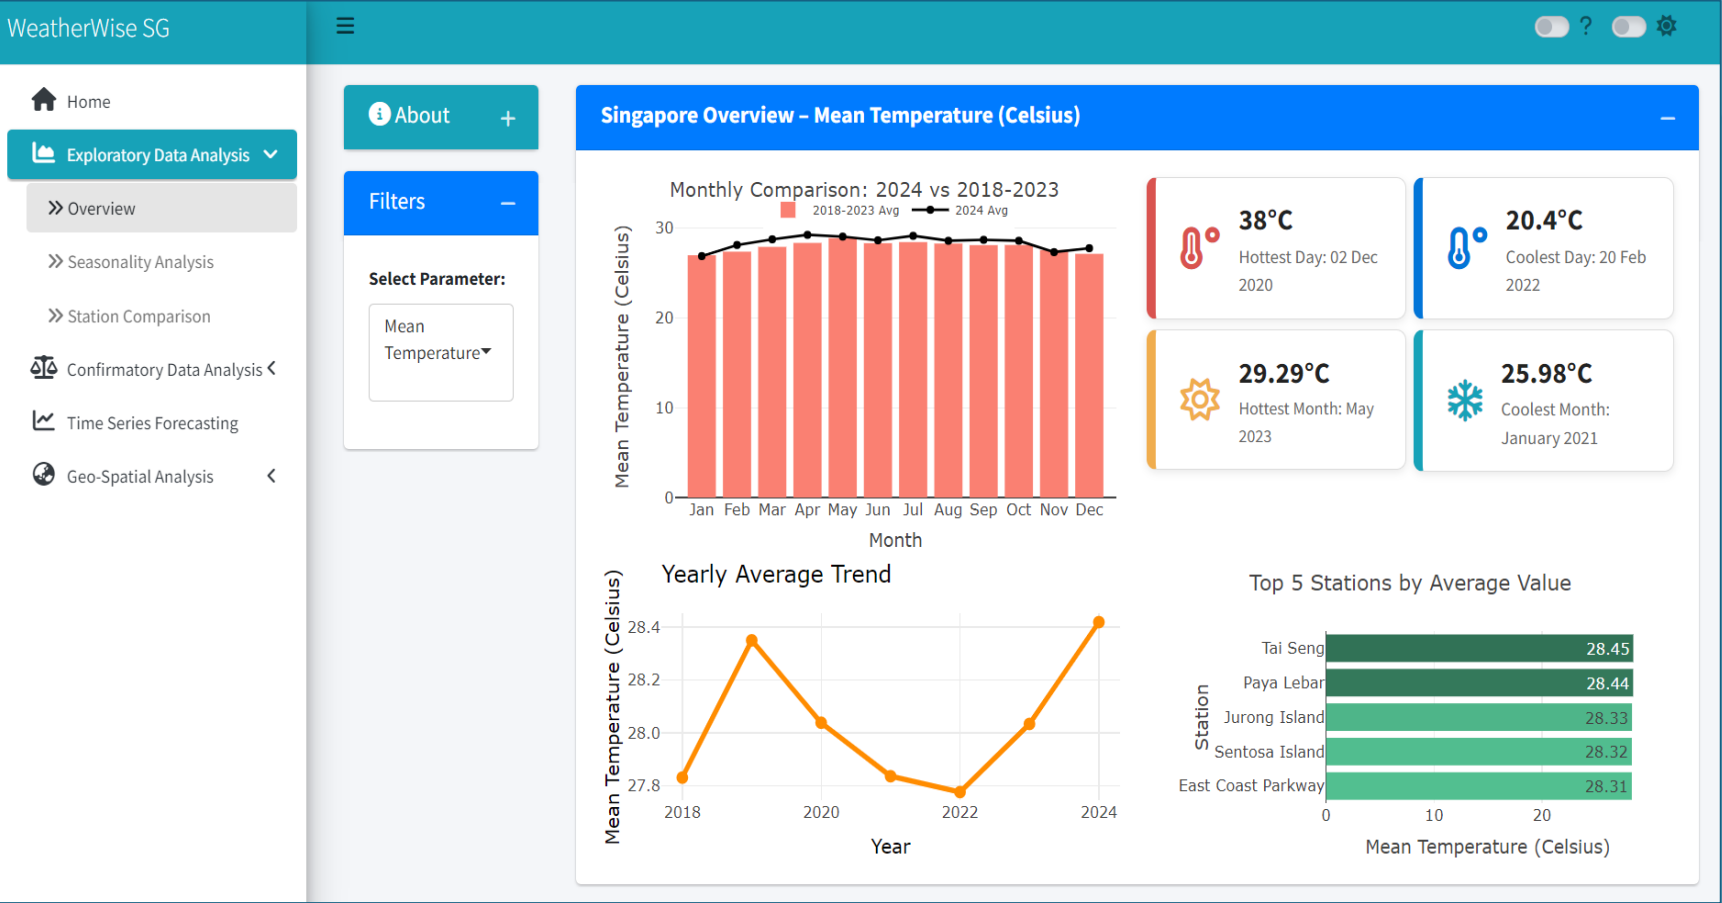 WeatherWise SG
?
Home
Exploratory Data Analysis
Overview
Seasonality Analysis
Station Comparison
Confirmatory Data Analysis
Time Series Forecasting
Geo-Spatial Analysis
About
Filters
Select Parameter:
Mean
Temperature
Singapore Overview – Mean Temperature (Celsius)
Monthly Comparison: 2024 vs 2018-2023
2018-2023 Avg
2024 Avg
Mean Temperature (Celsius)
30
20
10
0
Jan Feb Mar Apr May Jun Jul Aug Sep Oct Nov Dec
Month
38°C
Hottest Day: 02 Dec
2020
20.4°C
Coolest Day: 20 Feb
2022
29.29°C
Hottest Month: May
2023
25.98°C
Coolest Month:
January 2021
Yearly Average Trend
Mean Temperature (Celsius)
28.4
28.2
28.0
27.8
2018 2020 2022 2024
Year
Top 5 Stations by Average Value
Station
Tai Seng 28.45
Paya Lebar 28.44
Jurong Island 28.33
Sentosa Island 28.32
East Coast Parkway 28.31
0 10 20
Mean Temperature (Celsius)